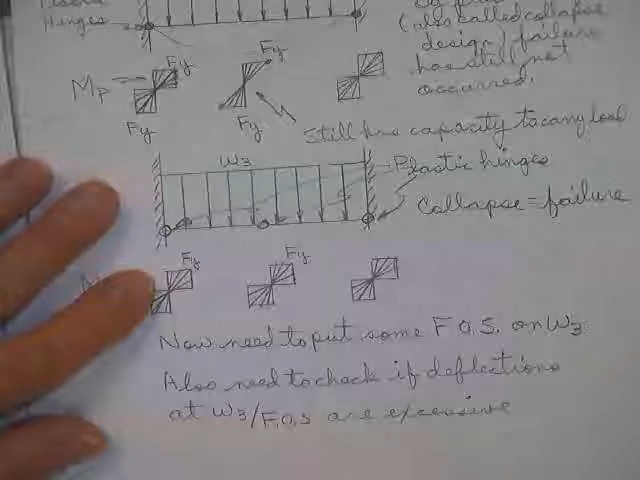 Hinges
(also called collapse
design) failure
has still not
occurred.
Fy Fy
Mp
Fy Fy
Still has capacity to carry load
w3
Plastic hinges
Collapse = failure
Fy Fy
Now need to put some F.O.S. on W3
Also need to check if deflections
at W3/F.O.S are excessive